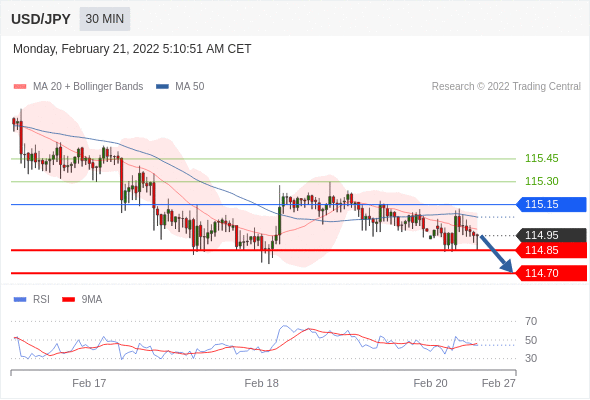 USD/JPY 30 MIN
Monday, February 21, 2022 5:10:51 AM CET
MA 20 + Bollinger Bands MA 50 Research © 2022 Trading Central
115.45
115.30
115.15
114.95
114.85
114.70
RSI 9MA
70
50
30
Feb 17 Feb 18 Feb 20 Feb 27